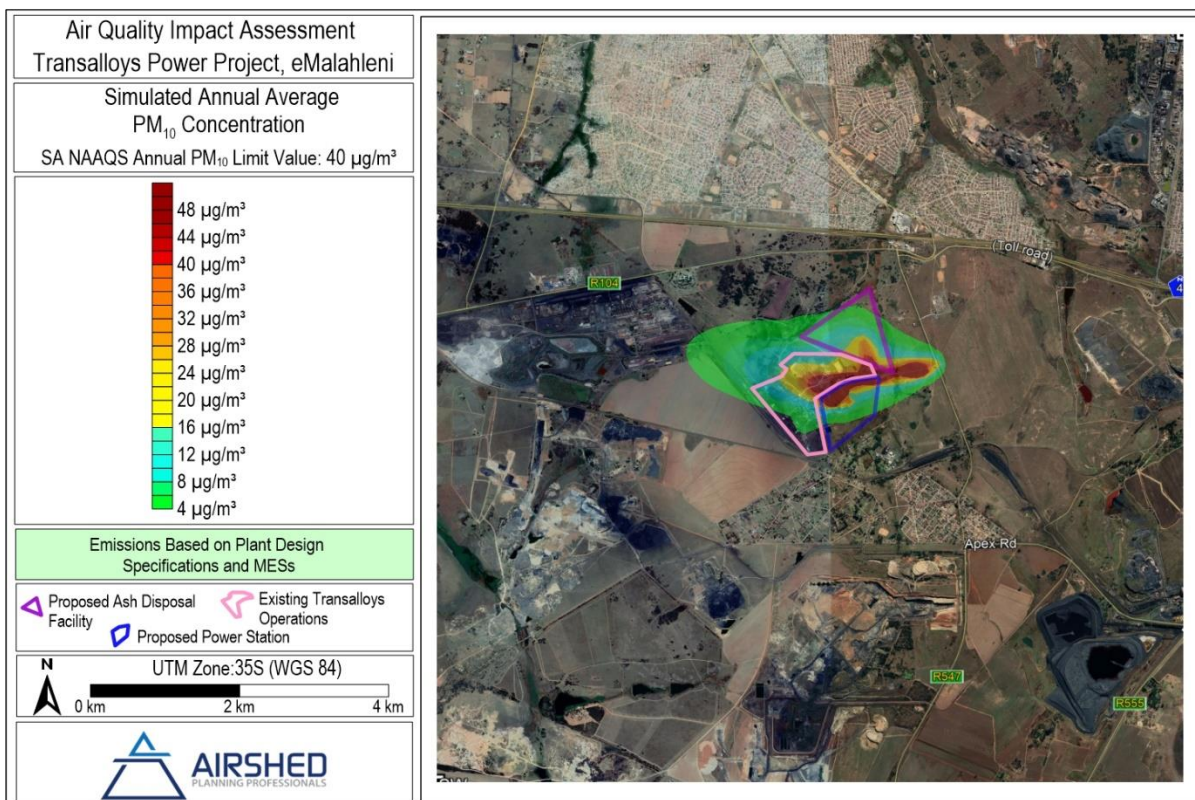 Air Quality Impact Assessment
Transalloys Power Project, eMalahleni
Simulated Annual Average
PM₁₀ Concentration
SA NAAQS Annual PM₁₀ Limit Value: 40 µg/m³
48 µg/m³
44 µg/m³
40 µg/m³
36 µg/m³
32 µg/m³
28 µg/m³
24 µg/m³
20 µg/m³
16 µg/m³
12 µg/m³
8 µg/m³
4 µg/m³
Emissions Based on Plant Design
Specifications and MESs
Proposed Ash Disposal
Facility
Existing Transalloys
Operations
Proposed Power Station
N
UTM Zone:35S (WGS 84)
0 km
2 km
4 km
AIRSHED
PLANNING PROFESSIONALS
(Toll road)
R104
4
Apex Rd
R547
R555